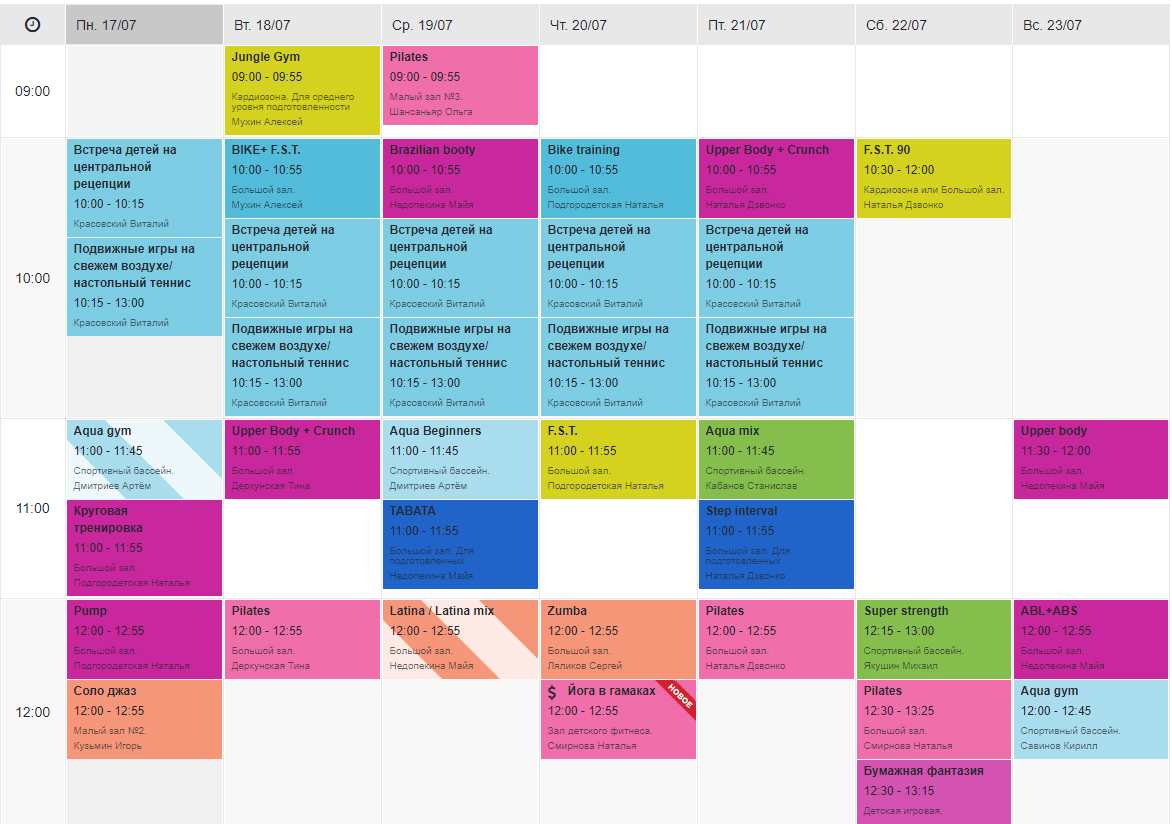 Пн. 17/07
Вт. 18/07
Ср. 19/07
Чт. 20/07
Пт. 21/07
Сб. 22/07
Вс. 23/07
09:00
Jungle Gym
09:00 - 09:55
Кардиозона. Для среднего
уровня подготовленности
Мухин Алексей
Pilates
09:00 - 09:55
Малый зал №3.
Шансаньяр Ольга
10:00
Встреча детей на
центральной
рецепции
10:00 - 10:15
Красовский Виталий
Подвижные игры на
свежем воздухе/
настольный теннис
10:15 - 13:00
Красовский Виталий
BIKE+ F.S.T.
10:00 - 10:55
Большой зал.
Мухин Алексей
Встреча детей на
центральной
рецепции
10:00 - 10:15
Красовский Виталий
Подвижные игры на
свежем воздухе/
настольный теннис
10:15 - 13:00
Красовский Виталий
Brazilian booty
10:00 - 10:55
Большой зал.
Недопекина Майя
Встреча детей на
центральной
рецепции
10:00 - 10:15
Красовский Виталий
Подвижные игры на
свежем воздухе/
настольный теннис
10:15 - 13:00
Красовский Виталий
Bike training
10:00 - 10:55
Большой зал.
Подгородетская Наталья
Встреча детей на
центральной
рецепции
10:00 - 10:15
Красовский Виталий
Подвижные игры на
свежем воздухе/
настольный теннис
10:15 - 13:00
Красовский Виталий
Upper Body + Crunch
10:00 - 10:55
Большой зал.
Наталья Дзвонко
Встреча детей на
центральной
рецепции
10:00 - 10:15
Красовский Виталий
Подвижные игры на
свежем воздухе/
настольный теннис
10:15 - 13:00
Красовский Виталий
F.S.T. 90
10:30 - 12:00
Кардиозона или Большой зал.
Наталья Дзвонко
11:00
Aqua gym
11:00 - 11:45
Спортивный бассейн.
Дмитриев Артём
Круговая
тренировка
11:00 - 11:55
Большой зал.
Подгородетская Наталья
Upper Body + Crunch
11:00 - 11:55
Большой зал.
Деркунская Тина
Aqua Beginners
11:00 - 11:45
Спортивный бассейн.
Дмитриев Артём
TABATA
11:00 - 11:55
Большой зал. Для
подготовленных
Недопекина Майя
F.S.T.
11:00 - 11:55
Большой зал.
Подгородетская Наталья
Aqua mix
11:00 - 11:45
Спортивный бассейн.
Кабанов Станислав
Step interval
11:00 - 11:55
Большой зал. Для
подготовленных
Наталья Дзвонко
Upper body
11:30 - 12:00
Большой зал.
Недопекина Майя
12:00
Pump
12:00 - 12:55
Большой зал.
Подгородетская Наталья
Соло джаз
12:00 - 12:55
Малый зал №2.
Кузьмин Игорь
Pilates
12:00 - 12:55
Большой зал.
Деркунская Тина
Latina / Latina mix
12:00 - 12:55
Большой зал.
Недопекина Майя
Zumba
12:00 - 12:55
Большой зал.
Ляликов Сергей
$ Йога в гамаках
НОВОЕ
12:00 - 12:55
Зал детского фитнеса.
Смирнова Наталья
Pilates
12:00 - 12:55
Большой зал.
Наталья Дзвонко
Super strength
12:15 - 13:00
Спортивный бассейн.
Якушин Михаил
Pilates
12:30 - 13:25
Большой зал.
Смирнова Наталья
Бумажная фантазия
12:30 - 13:15
Детская игровая.
ABL+ABS
12:00 - 12:55
Большой зал.
Недопекина Майя
Aqua gym
12:00 - 12:45
Спортивный бассейн.
Савинов Кирилл